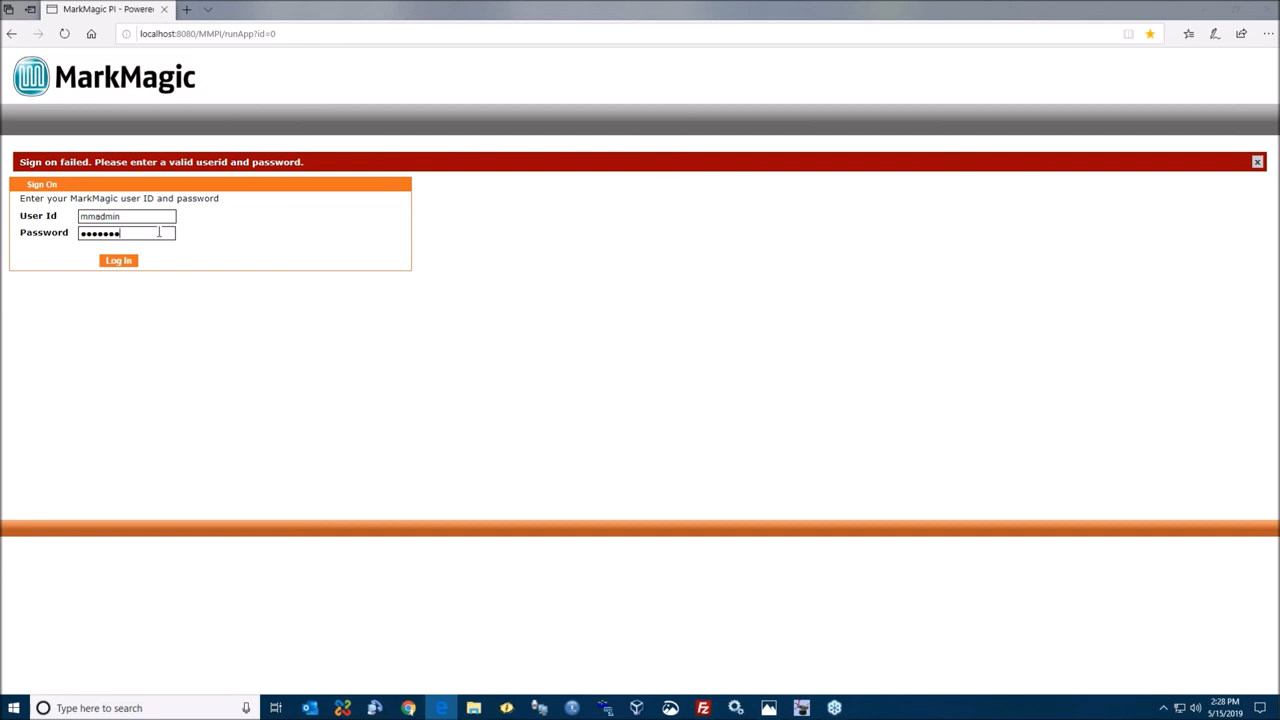 MarkMagic PI - Powere
localhost:8080/MMPI/runApp?id=0
MarkMagic
Sign on failed. Please enter a valid userid and password.
Sign On
Enter your MarkMagic user ID and password
User Id mmadmin
Password •••••••
Log In
Type here to search
2:28 PM
5/15/2019